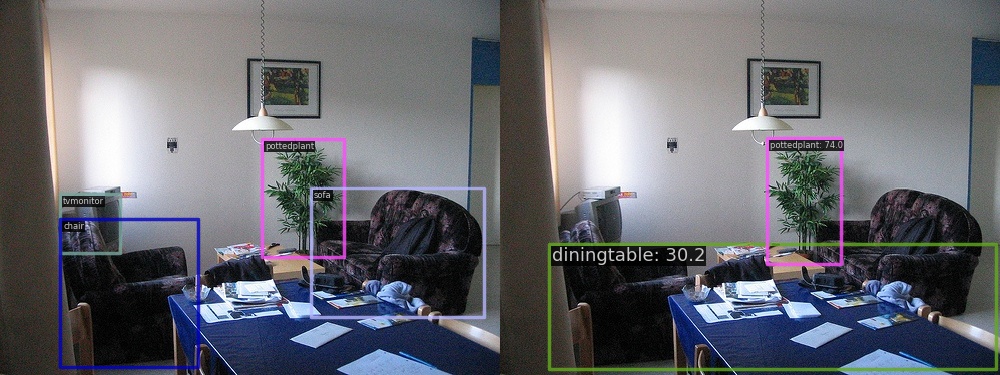 pottedplant
sofa
tvmonitor
chair
pottedplant: 74.0
diningtable: 30.2